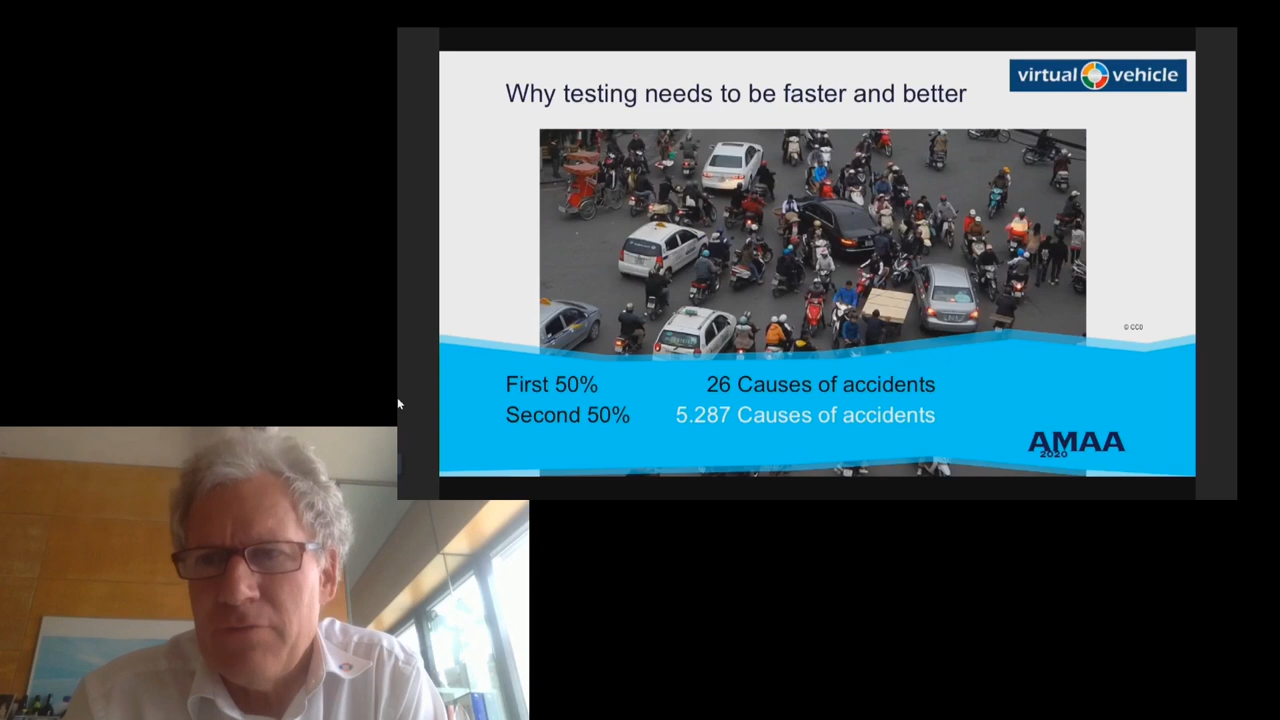 virtual vehicle
Why testing needs to be faster and better
© CC0
First 50% 26 Causes of accidents
Second 50% 5.287 Causes of accidents
AMAA
2020